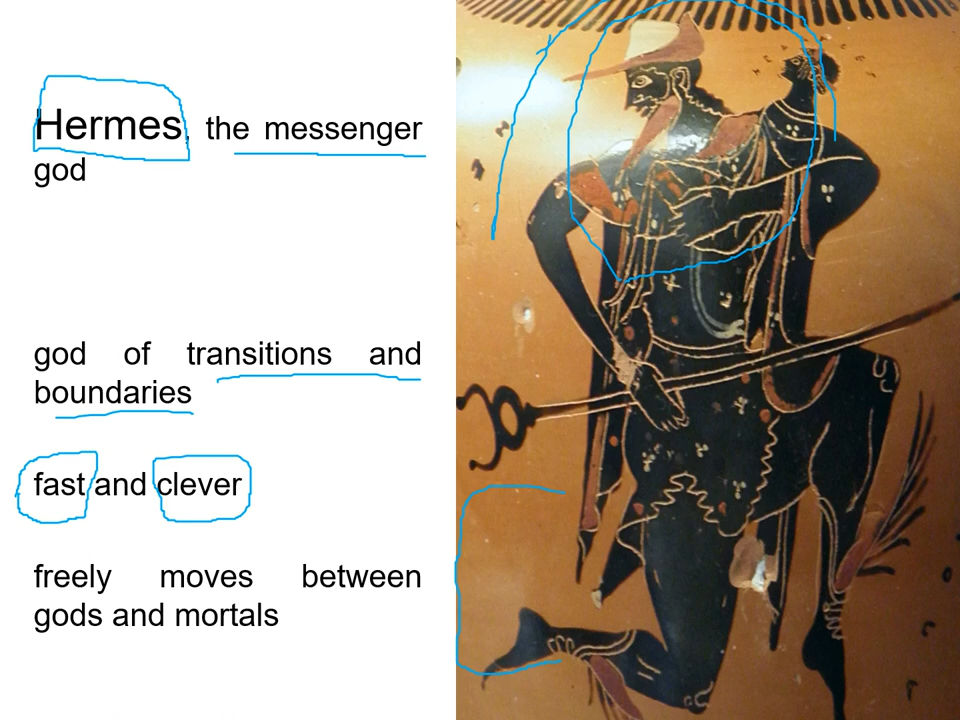 Hermes, the messenger
god
god of transitions and
boundaries
fast and clever
freely moves between
gods and mortals